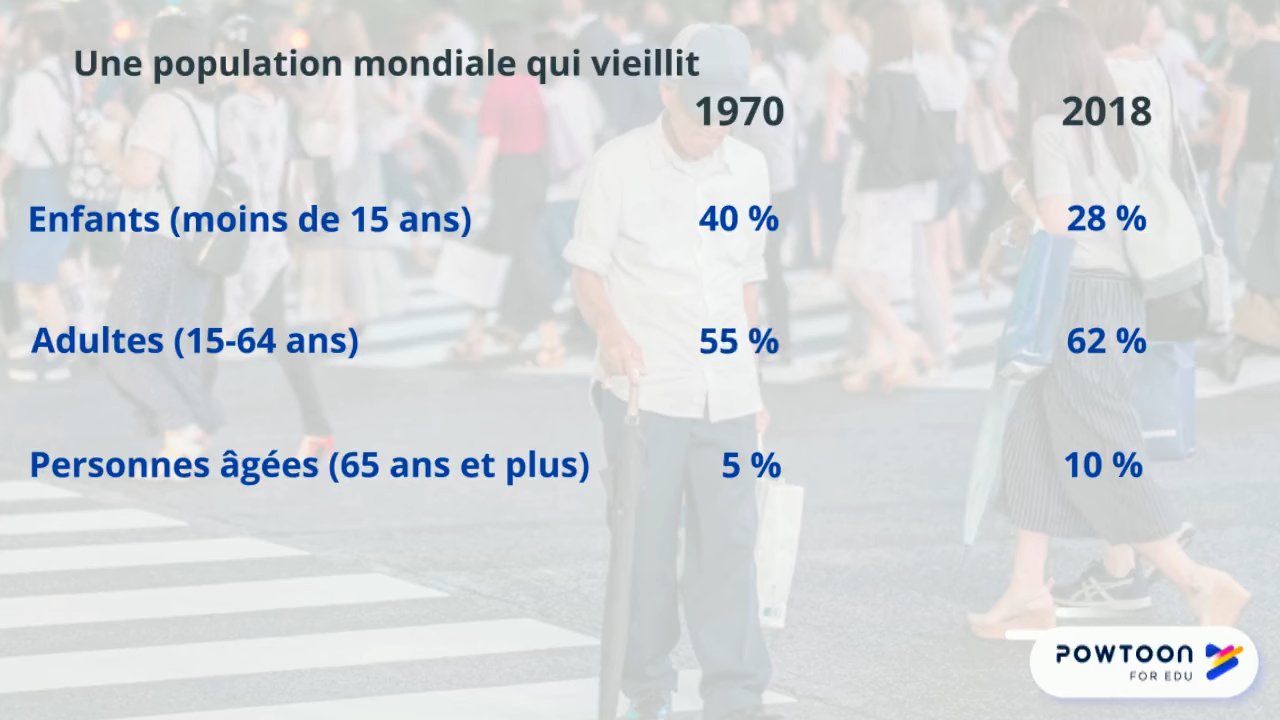 Une population mondiale qui vieillit
1970 2018
Enfants (moins de 15 ans) 40 % 28 %
Adultes (15-64 ans) 55 % 62 %
Personnes âgées (65 ans et plus) 5 % 10 %
POWTOON
FOR EDU